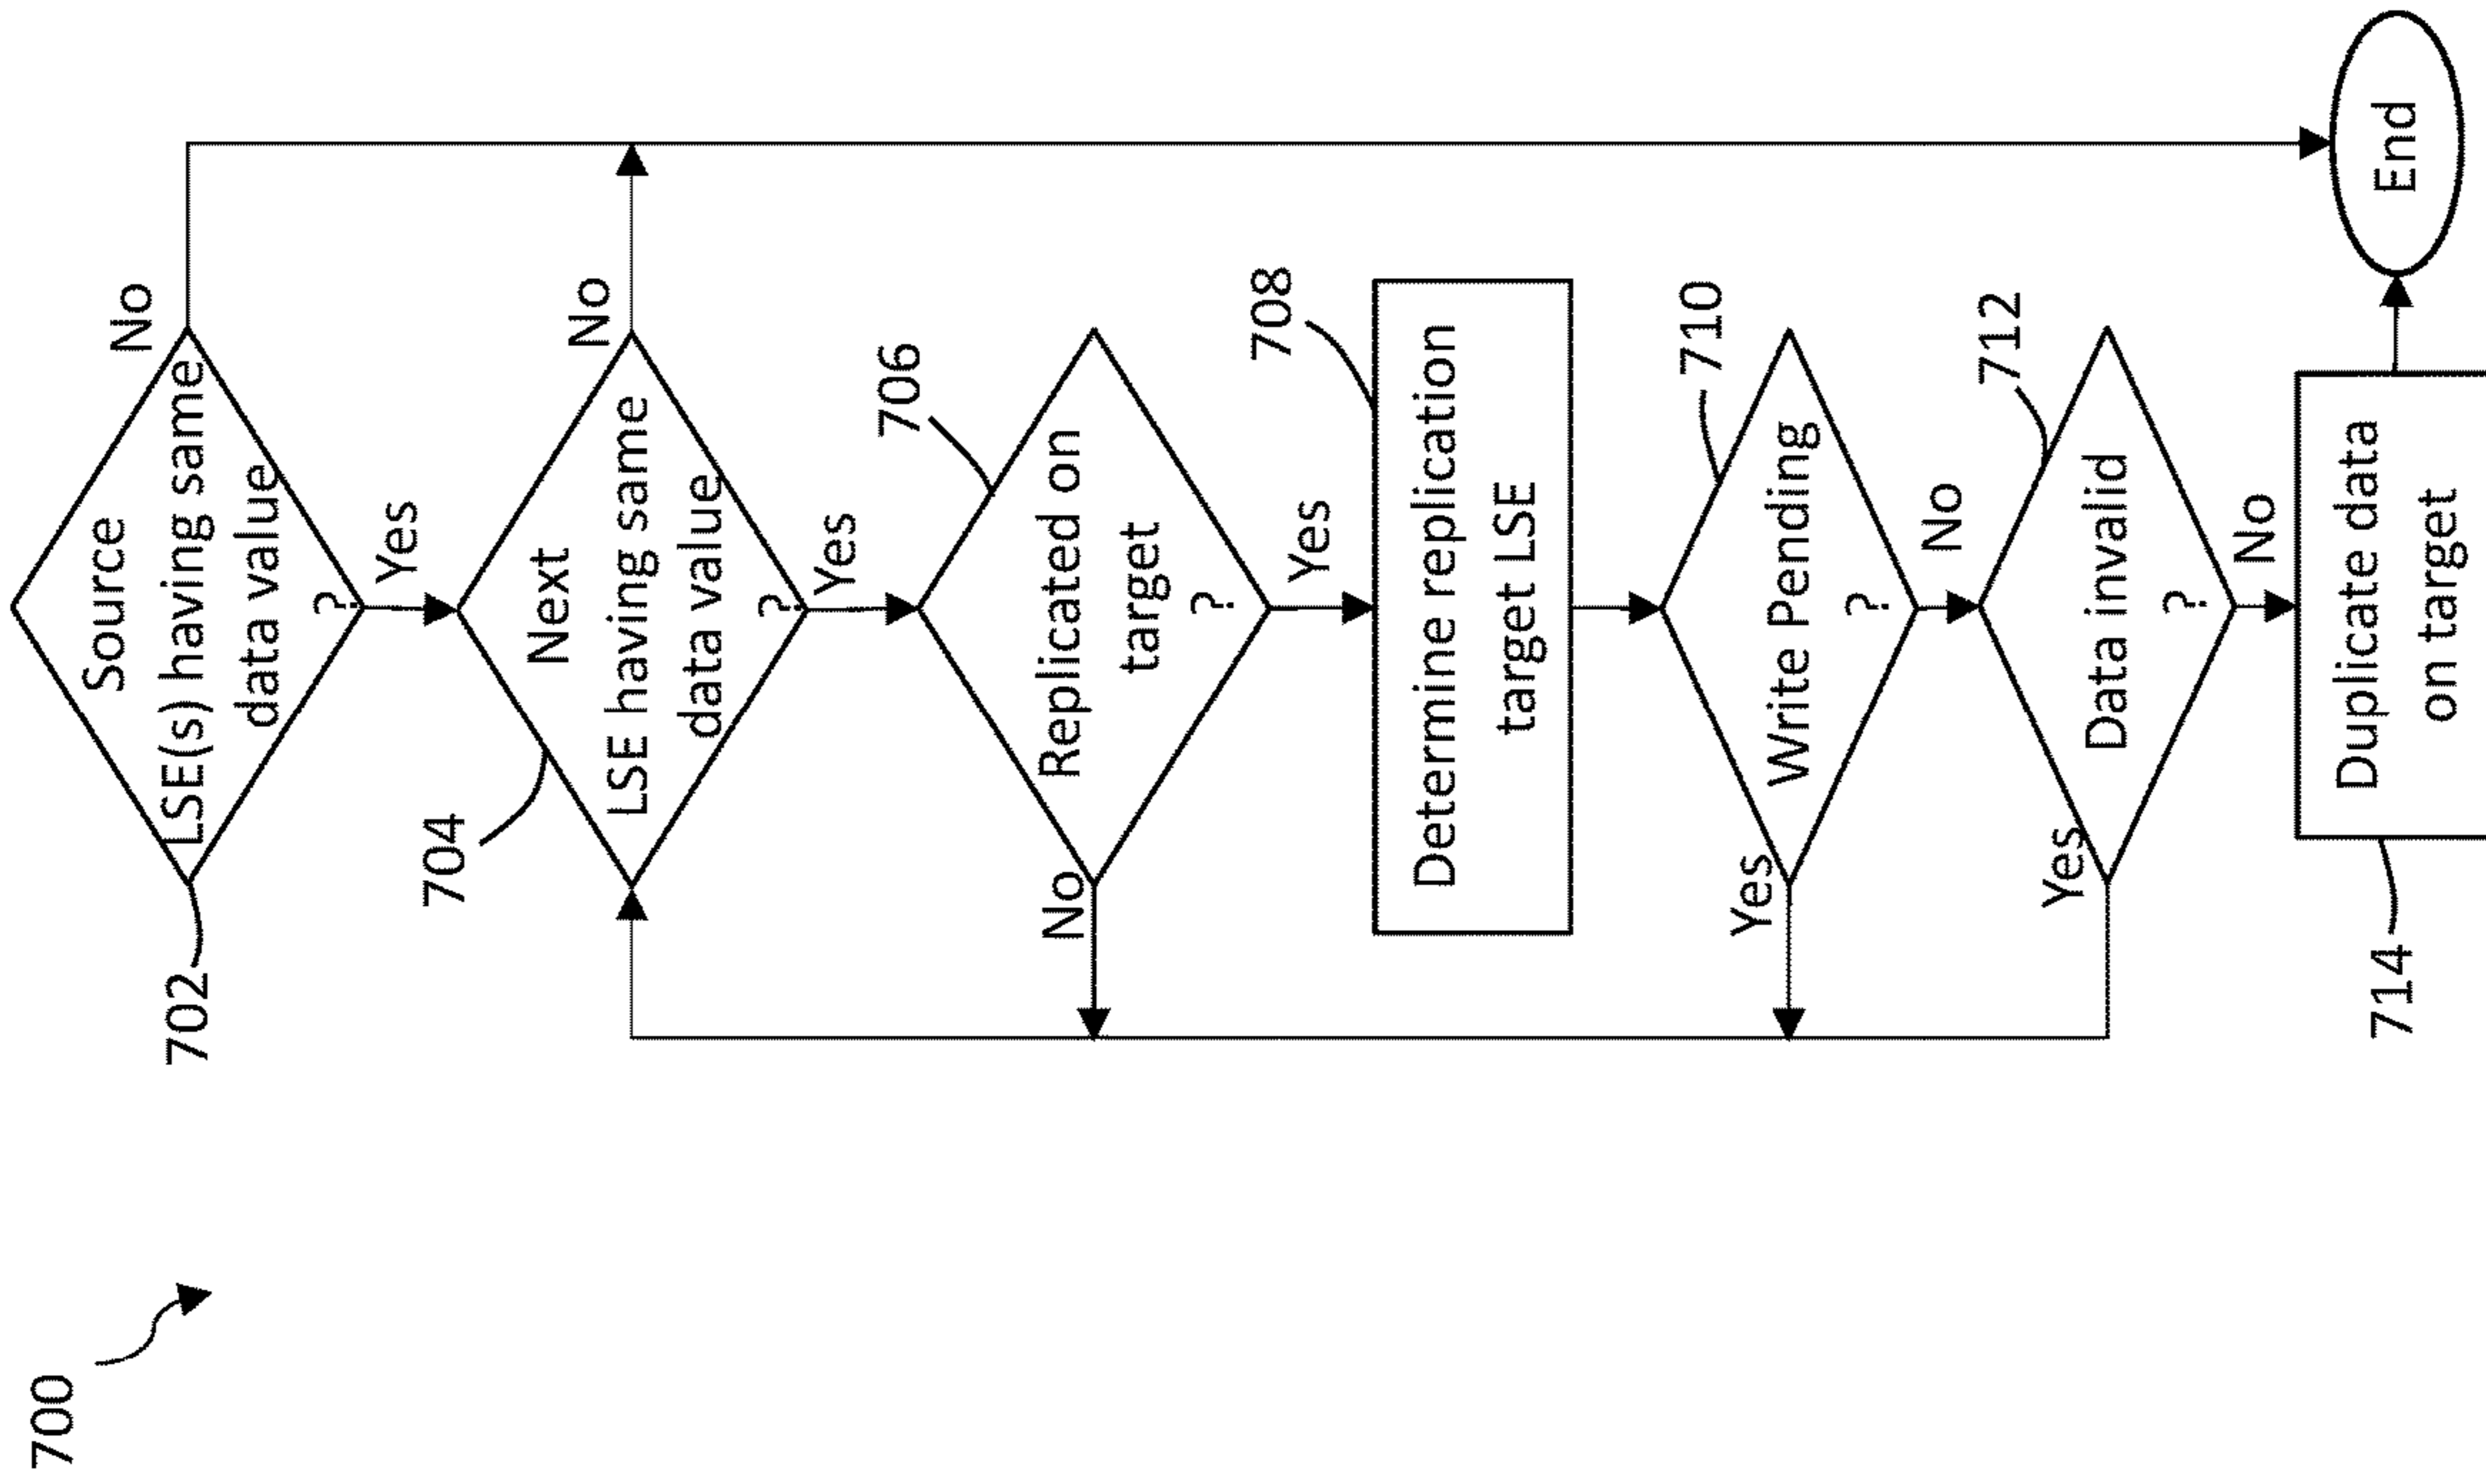 700
702
Source
LSE(s) having same
data value
?
No
Yes
704
Next
LSE having same
data value
?
No
Yes
706
Replicated on
target
?
No
Yes
708
Determine replication
target LSE
710
Write Pending
?
Yes
No
712
Data invalid
?
Yes
No
714
Duplicate data
on target
End